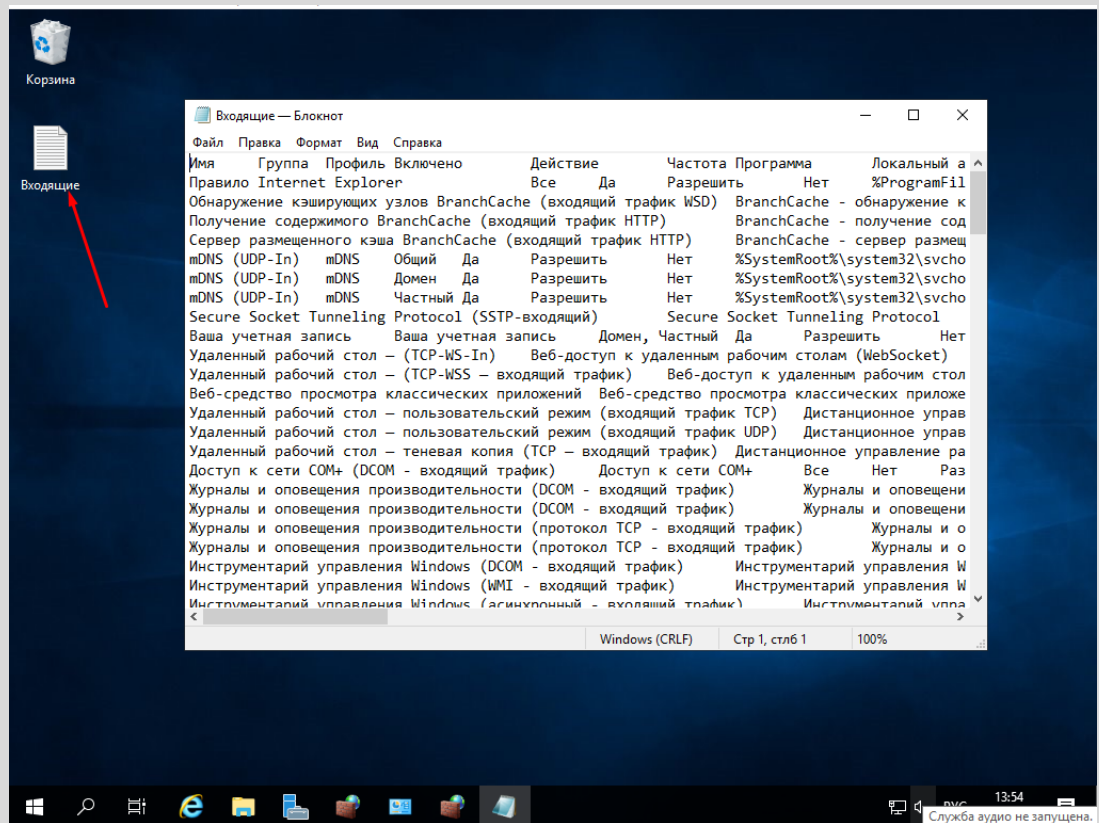 Корзина
Входящие
Входящие — Блокнот
Файл Правка Формат Вид Справка
Имя Группа Профиль Включено Действие Частота Программа Локальный а
Правило Internet Explorer Все Да Разрешить Нет %ProgramFil
Обнаружение кэширующих узлов BranchCache (входящий трафик WSD) BranchCache - обнаружение к
Получение содержимого BranchCache (входящий трафик HTTP) BranchCache - получение сод
Сервер размещенного кэша BranchCache (входящий трафик HTTP) BranchCache - сервер размещ
mDNS (UDP-In) mDNS Общий Да Разрешить Нет %SystemRoot%\system32\svcho
mDNS (UDP-In) mDNS Домен Да Разрешить Нет %SystemRoot%\system32\svcho
mDNS (UDP-In) mDNS Частный Да Разрешить Нет %SystemRoot%\system32\svcho
Secure Socket Tunneling Protocol (SSTP-входящий) Secure Socket Tunneling Protocol
Ваша учетная запись Ваша учетная запись Домен, Частный Да Разрешить Нет
Удаленный рабочий стол — (TCP-WS-In) Веб-доступ к удаленным рабочим столам (WebSocket)
Удаленный рабочий стол — (TCP-WSS — входящий трафик) Веб-доступ к удаленным рабочим стол
Веб-средство просмотра классических приложений Веб-средство просмотра классических приложе
Удаленный рабочий стол — пользовательский режим (входящий трафик TCP) Дистанционное управ
Удаленный рабочий стол — пользовательский режим (входящий трафик UDP) Дистанционное управ
Удаленный рабочий стол — теневая копия (TCP — входящий трафик) Дистанционное управление ра
Доступ к сети COM+ (DCOM - входящий трафик) Доступ к сети COM+ Все Нет Раз
Журналы и оповещения производительности (DCOM - входящий трафик) Журналы и оповещени
Журналы и оповещения производительности (DCOM - входящий трафик) Журналы и оповещени
Журналы и оповещения производительности (протокол TCP - входящий трафик) Журналы и о
Журналы и оповещения производительности (протокол TCP - входящий трафик) Журналы и о
Инструментарий управления Windows (DCOM - входящий трафик) Инструментарий управления W
Инструментарий управления Windows (WMI - входящий трафик) Инструментарий управления W
Инструментарий управления Windows (асинхронный - входящий трафик) Инструментарий упра
Windows (CRLF) Стр 1, стлб 1 100%
РУС 13:54
Служба аудио не запущена.